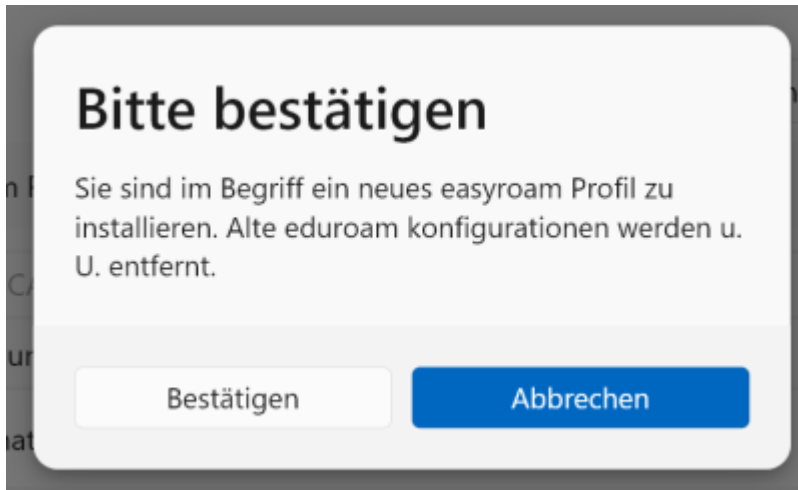 Bitte bestätigen
Sie sind im Begriff ein neues easyroam Profil zu
installieren. Alte eduroam konfigurationen werden u.
U. entfernt.
Bestätigen
Abbrechen